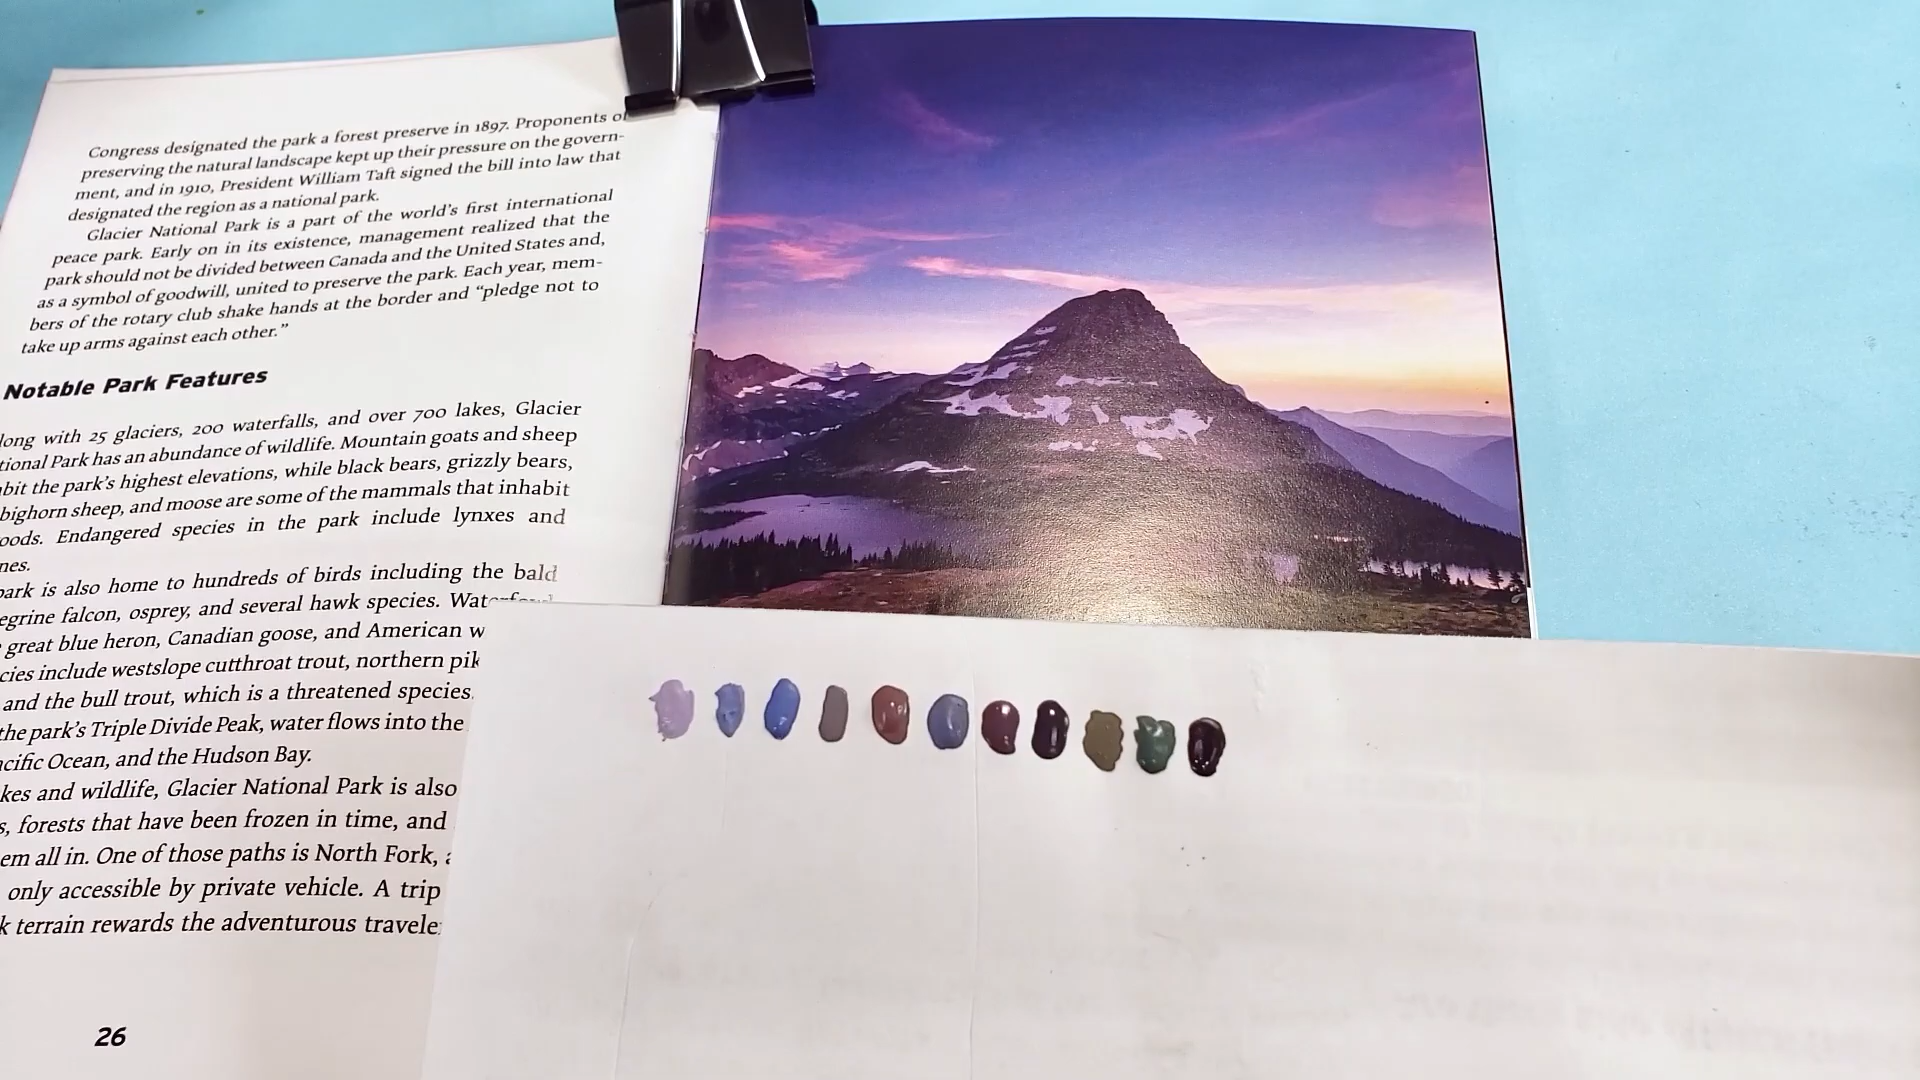 Congress designated the park a forest preserve in 1897. Proponents of
preserving the natural landscape kept up their pressure on the govern-
ment, and in 1910, President William Taft signed the bill into law that
designated the region as a national park.
Glacier National Park is a part of the world's first international
peace park. Early on in its existence, management realized that the
park should not be divided between Canada and the United States and,
as a symbol of goodwill, united to preserve the park. Each year, mem-
bers of the rotary club shake hands at the border and “pledge not to
take up arms against each other.”
Notable Park Features
long with 25 glaciers, 200 waterfalls, and over 700 lakes, Glacier
tional Park has an abundance of wildlife. Mountain goats and sheep
abit the park's highest elevations, while black bears, grizzly bears,
bighorn sheep, and moose are some of the mammals that inhabit
oods. Endangered species in the park include lynxes and
nes.
park is also home to hundreds of birds including the bald
egrine falcon, osprey, and several hawk species.
great blue heron, Canadian goose, and American w
cies include westslope cutthroat trout, northern pik
and the bull trout, which is a threatened species.
the park's Triple Divide Peak, water flows into the
acific Ocean, and the Hudson Bay.
kes and wildlife, Glacier National Park is also
s, forests that have been frozen in time, and
em all in. One of those paths is North Fork, a
only accessible by private vehicle. A trip
k terrain rewards the adventurous travele
26